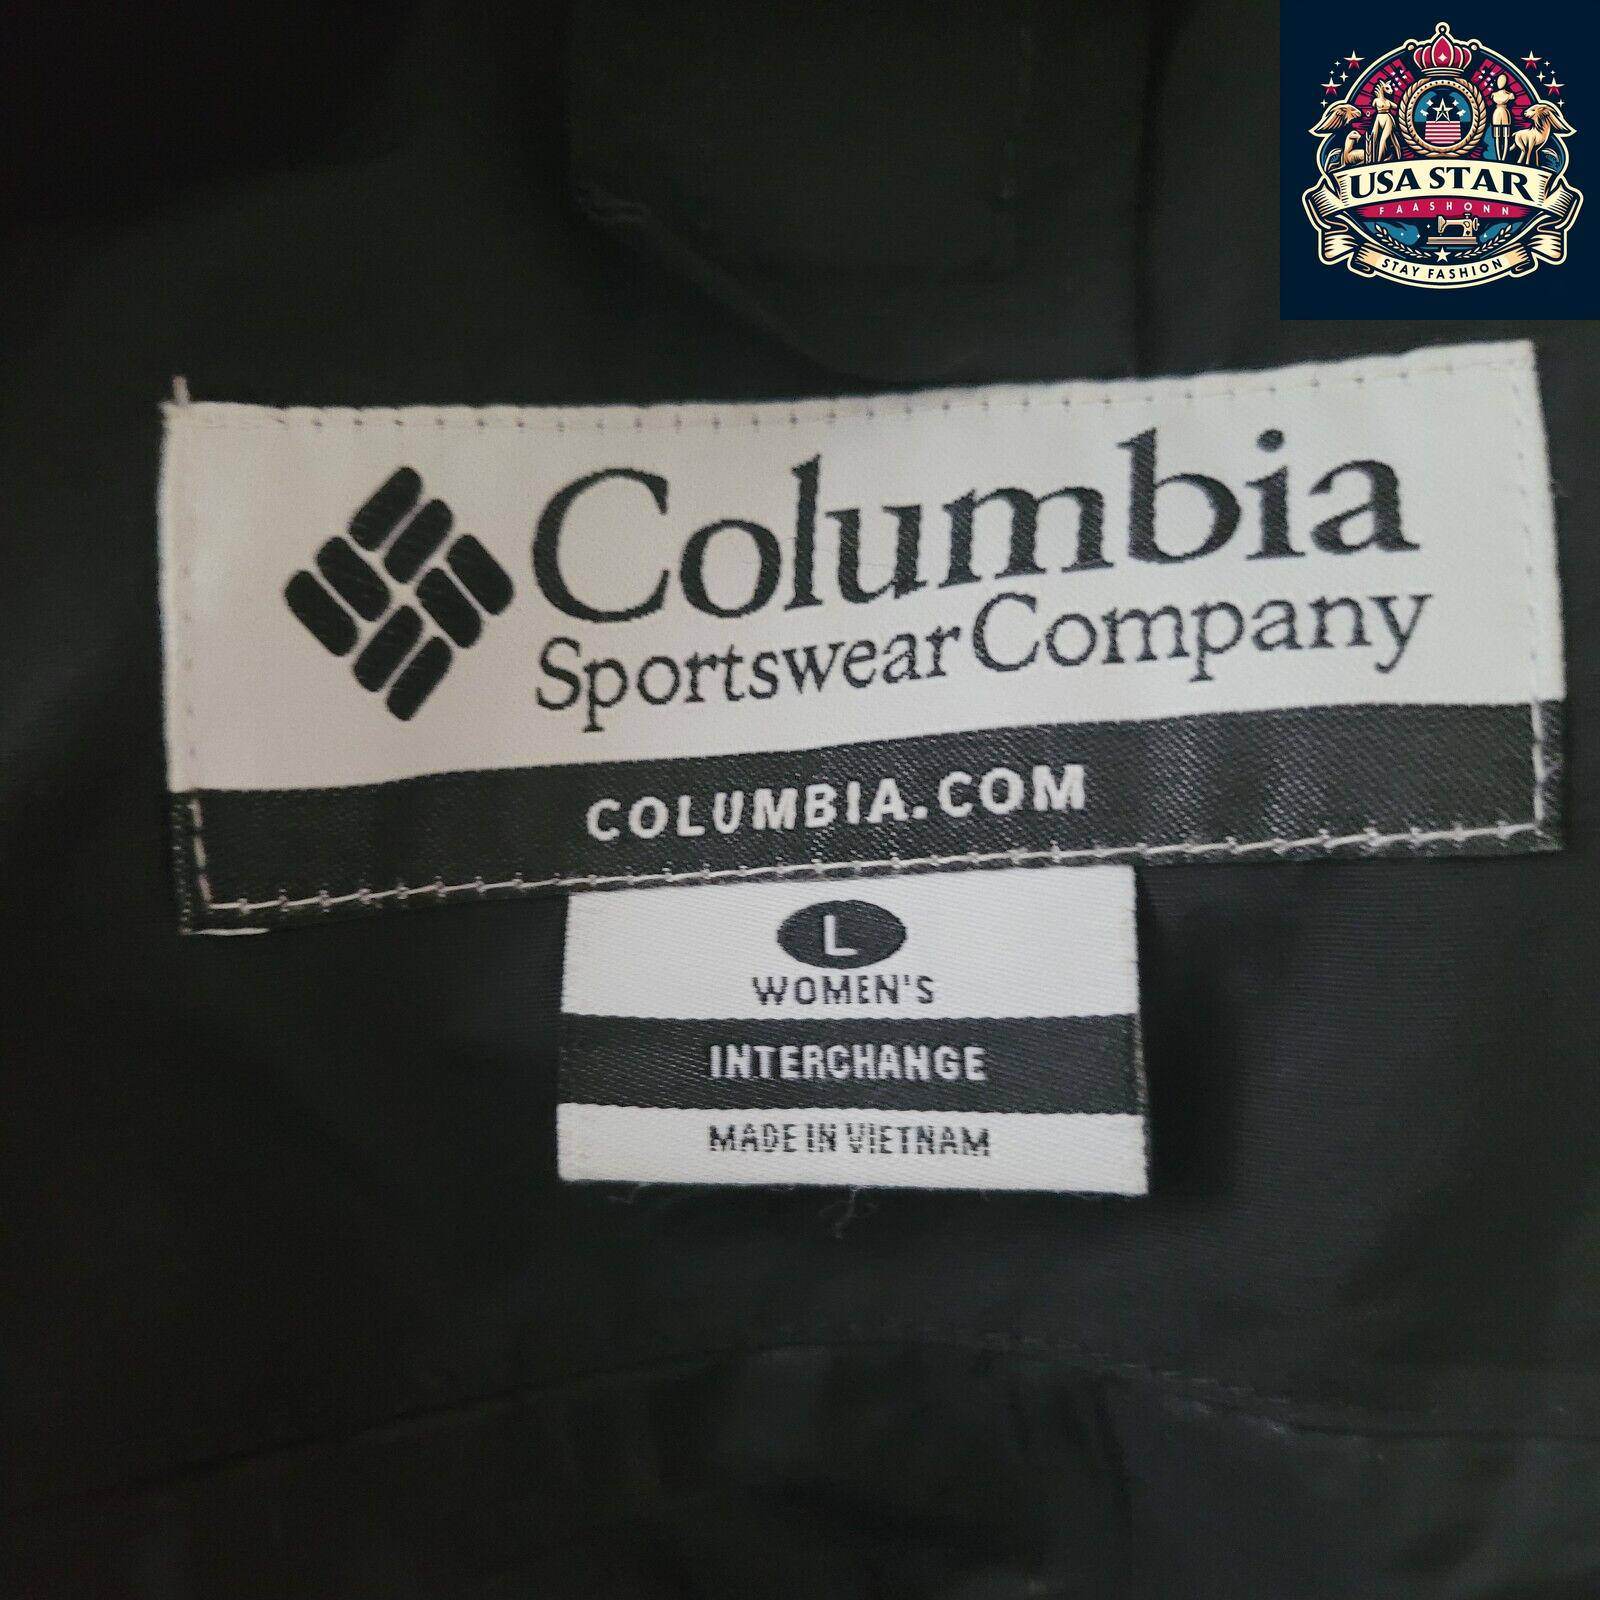 USA STAR
FAASHONN
STAY FASHION
Columbia
Sportswear Company
COLUMBIA.COM
L
WOMEN'S
INTERCHANGE
MADE IN VIETNAM